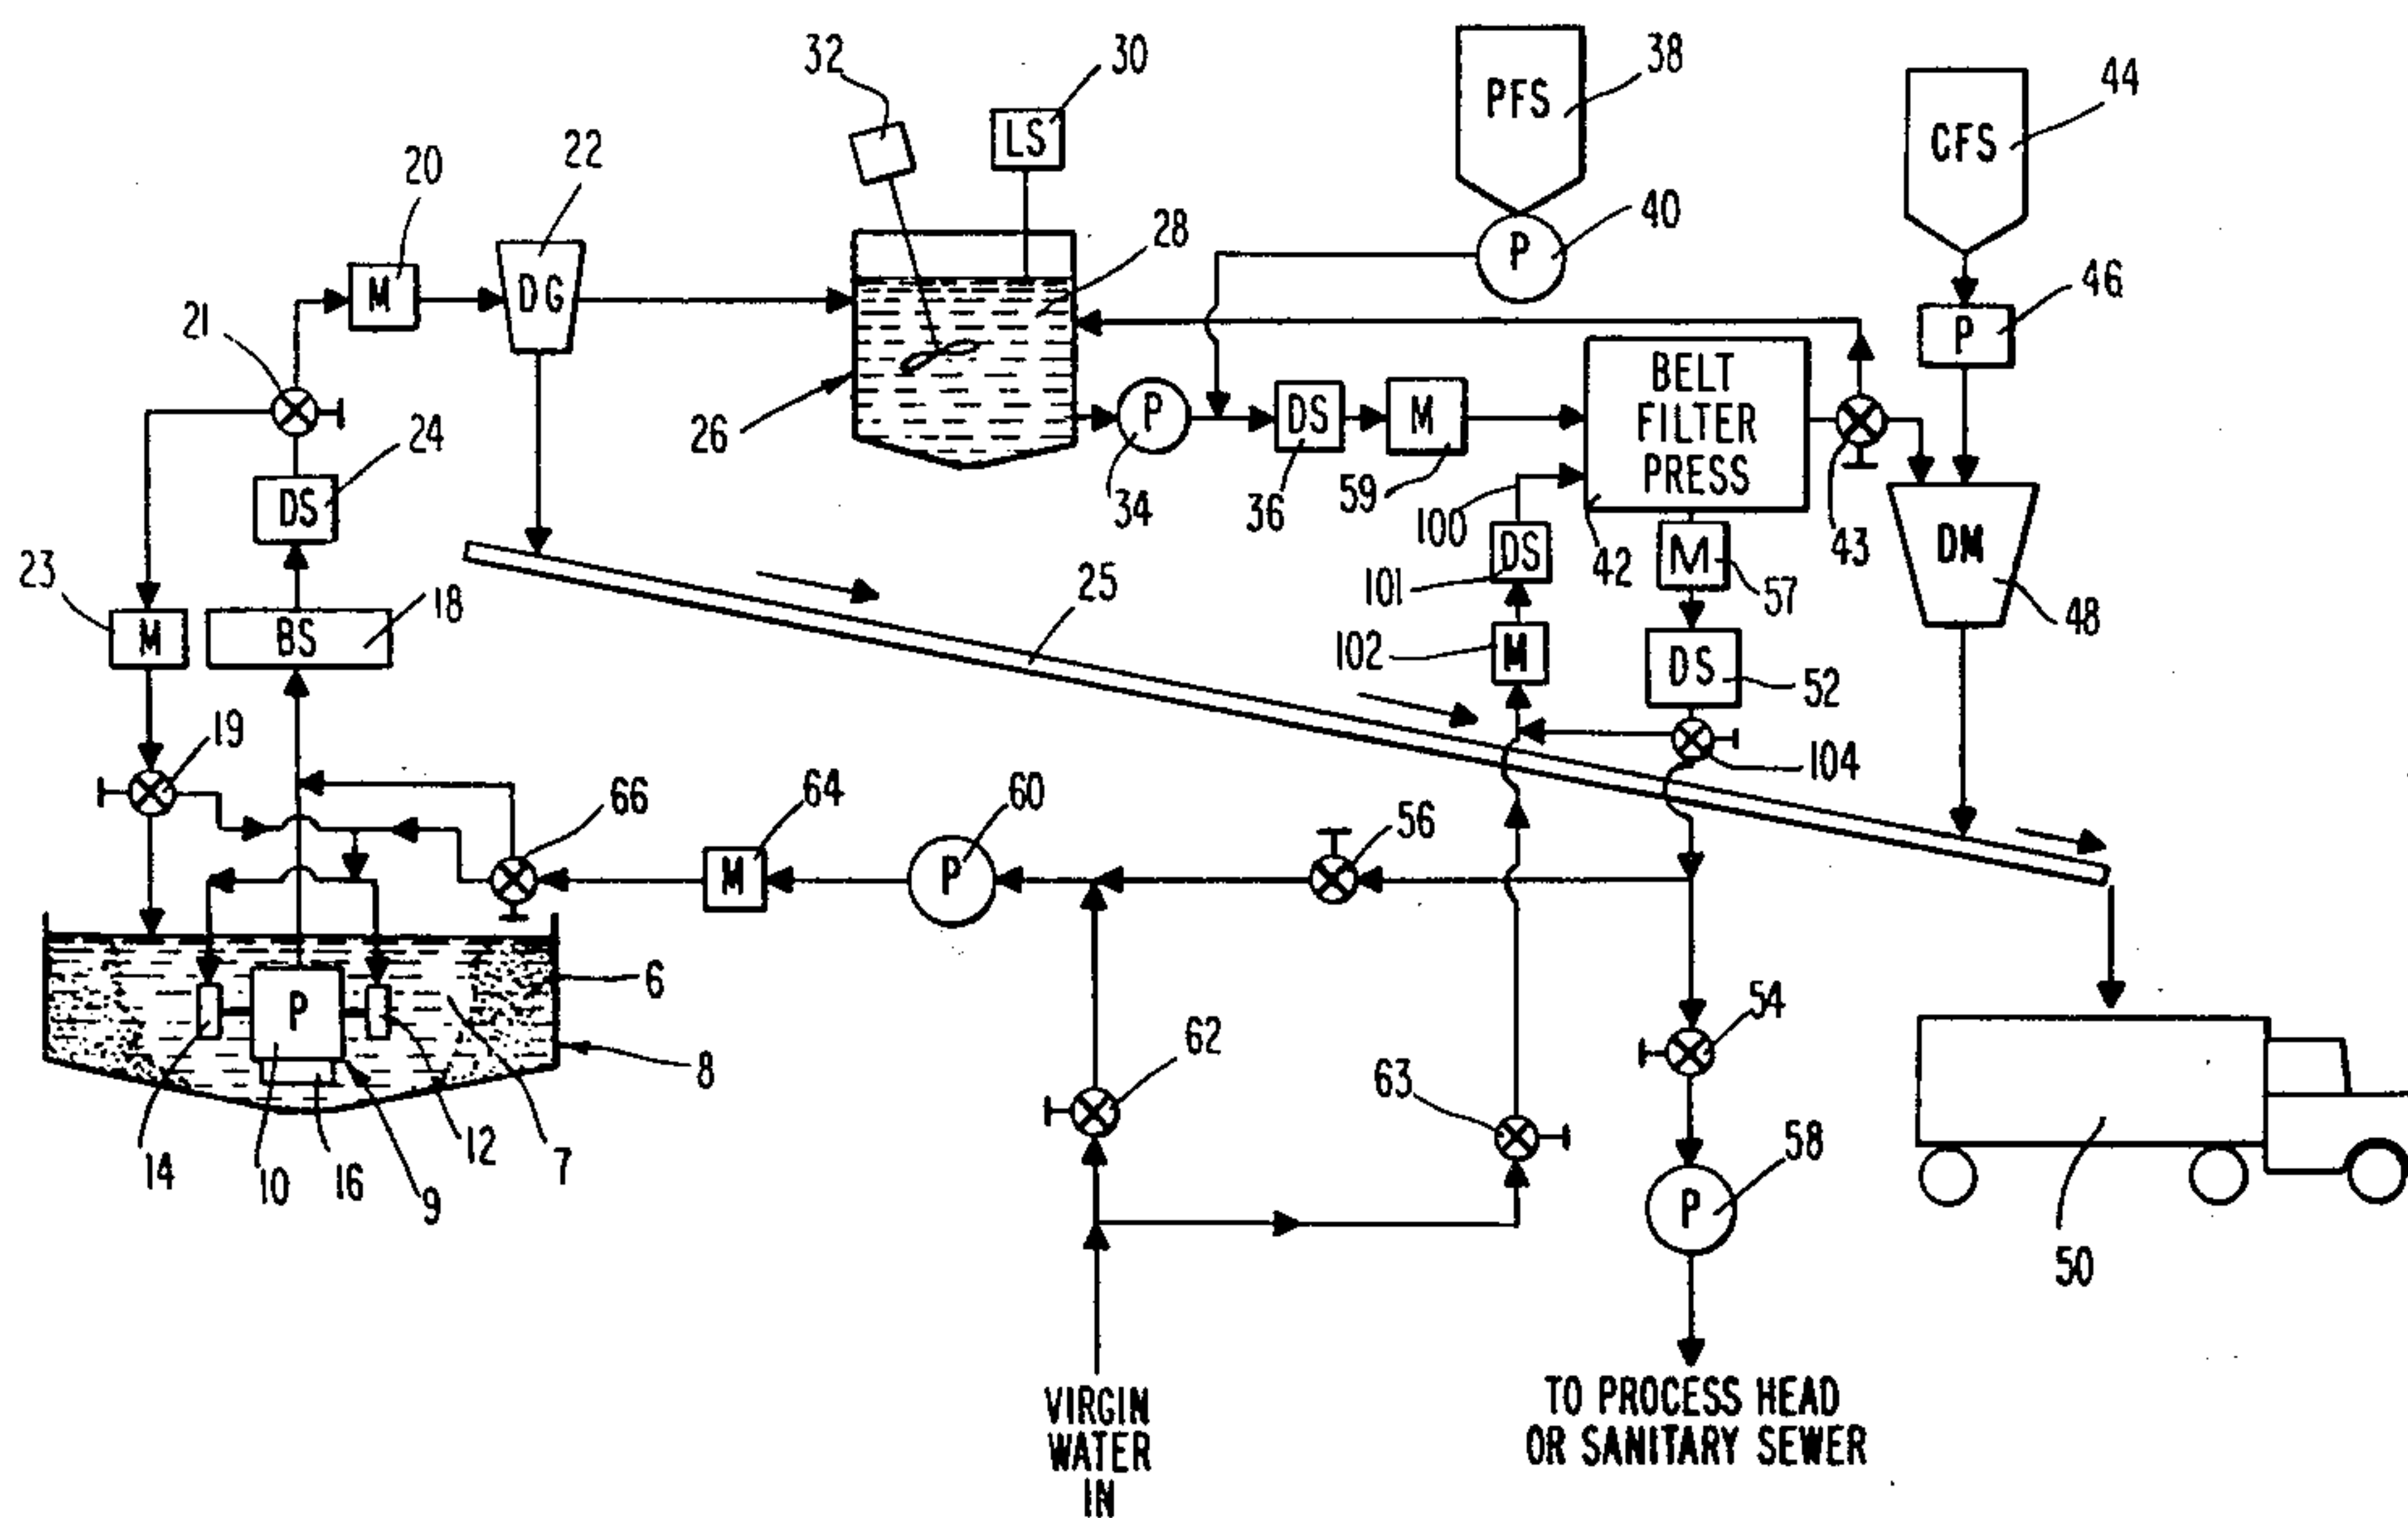 32
30
LS
PFS
38
CFS
44
20
M
22
DG
28
P
40
46
P
21
26
P
34
DS
36
M
59
BELT
FILTER
PRESS
42
43
DM
48
24
DS
100
DS
101
M
57
23
M
BS
18
25
102
M
DS
52
104
19
66
64
M
60
P
56
6
P
7
8
14
10
16
9
12
62
63
54
58
P
50
VIRGIN
WATER
IN
TO PROCESS HEAD
OR SANITARY SEWER